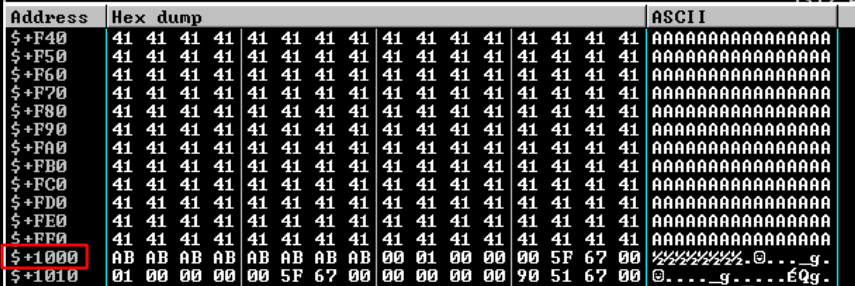 Address Hex dump ASCII
$+F40 41 41 41 41 41 41 41 41 41 41 41 41 41 41 41 41 AAAAAAAAAAAAAAAA
$+F50 41 41 41 41 41 41 41 41 41 41 41 41 41 41 41 41 AAAAAAAAAAAAAAAA
$+F60 41 41 41 41 41 41 41 41 41 41 41 41 41 41 41 41 AAAAAAAAAAAAAAAA
$+F70 41 41 41 41 41 41 41 41 41 41 41 41 41 41 41 41 AAAAAAAAAAAAAAAA
$+F80 41 41 41 41 41 41 41 41 41 41 41 41 41 41 41 41 AAAAAAAAAAAAAAAA
$+F90 41 41 41 41 41 41 41 41 41 41 41 41 41 41 41 41 AAAAAAAAAAAAAAAA
$+FA0 41 41 41 41 41 41 41 41 41 41 41 41 41 41 41 41 AAAAAAAAAAAAAAAA
$+FB0 41 41 41 41 41 41 41 41 41 41 41 41 41 41 41 41 AAAAAAAAAAAAAAAA
$+FC0 41 41 41 41 41 41 41 41 41 41 41 41 41 41 41 41 AAAAAAAAAAAAAAAA
$+FD0 41 41 41 41 41 41 41 41 41 41 41 41 41 41 41 41 AAAAAAAAAAAAAAAA
$+FE0 41 41 41 41 41 41 41 41 41 41 41 41 41 41 41 41 AAAAAAAAAAAAAAAA
$+FF0 41 41 41 41 41 41 41 41 41 41 41 41 41 41 41 41 AAAAAAAAAAAAAAAA
$+1000 AB AB AB AB AB AB AB AB 00 01 00 00 00 5F 67 00 ½½½½½½½½.☺..._g.
$+1010 01 00 00 00 00 5F 67 00 00 00 00 00 90 51 67 00 ☺...._g.....ÉQg.